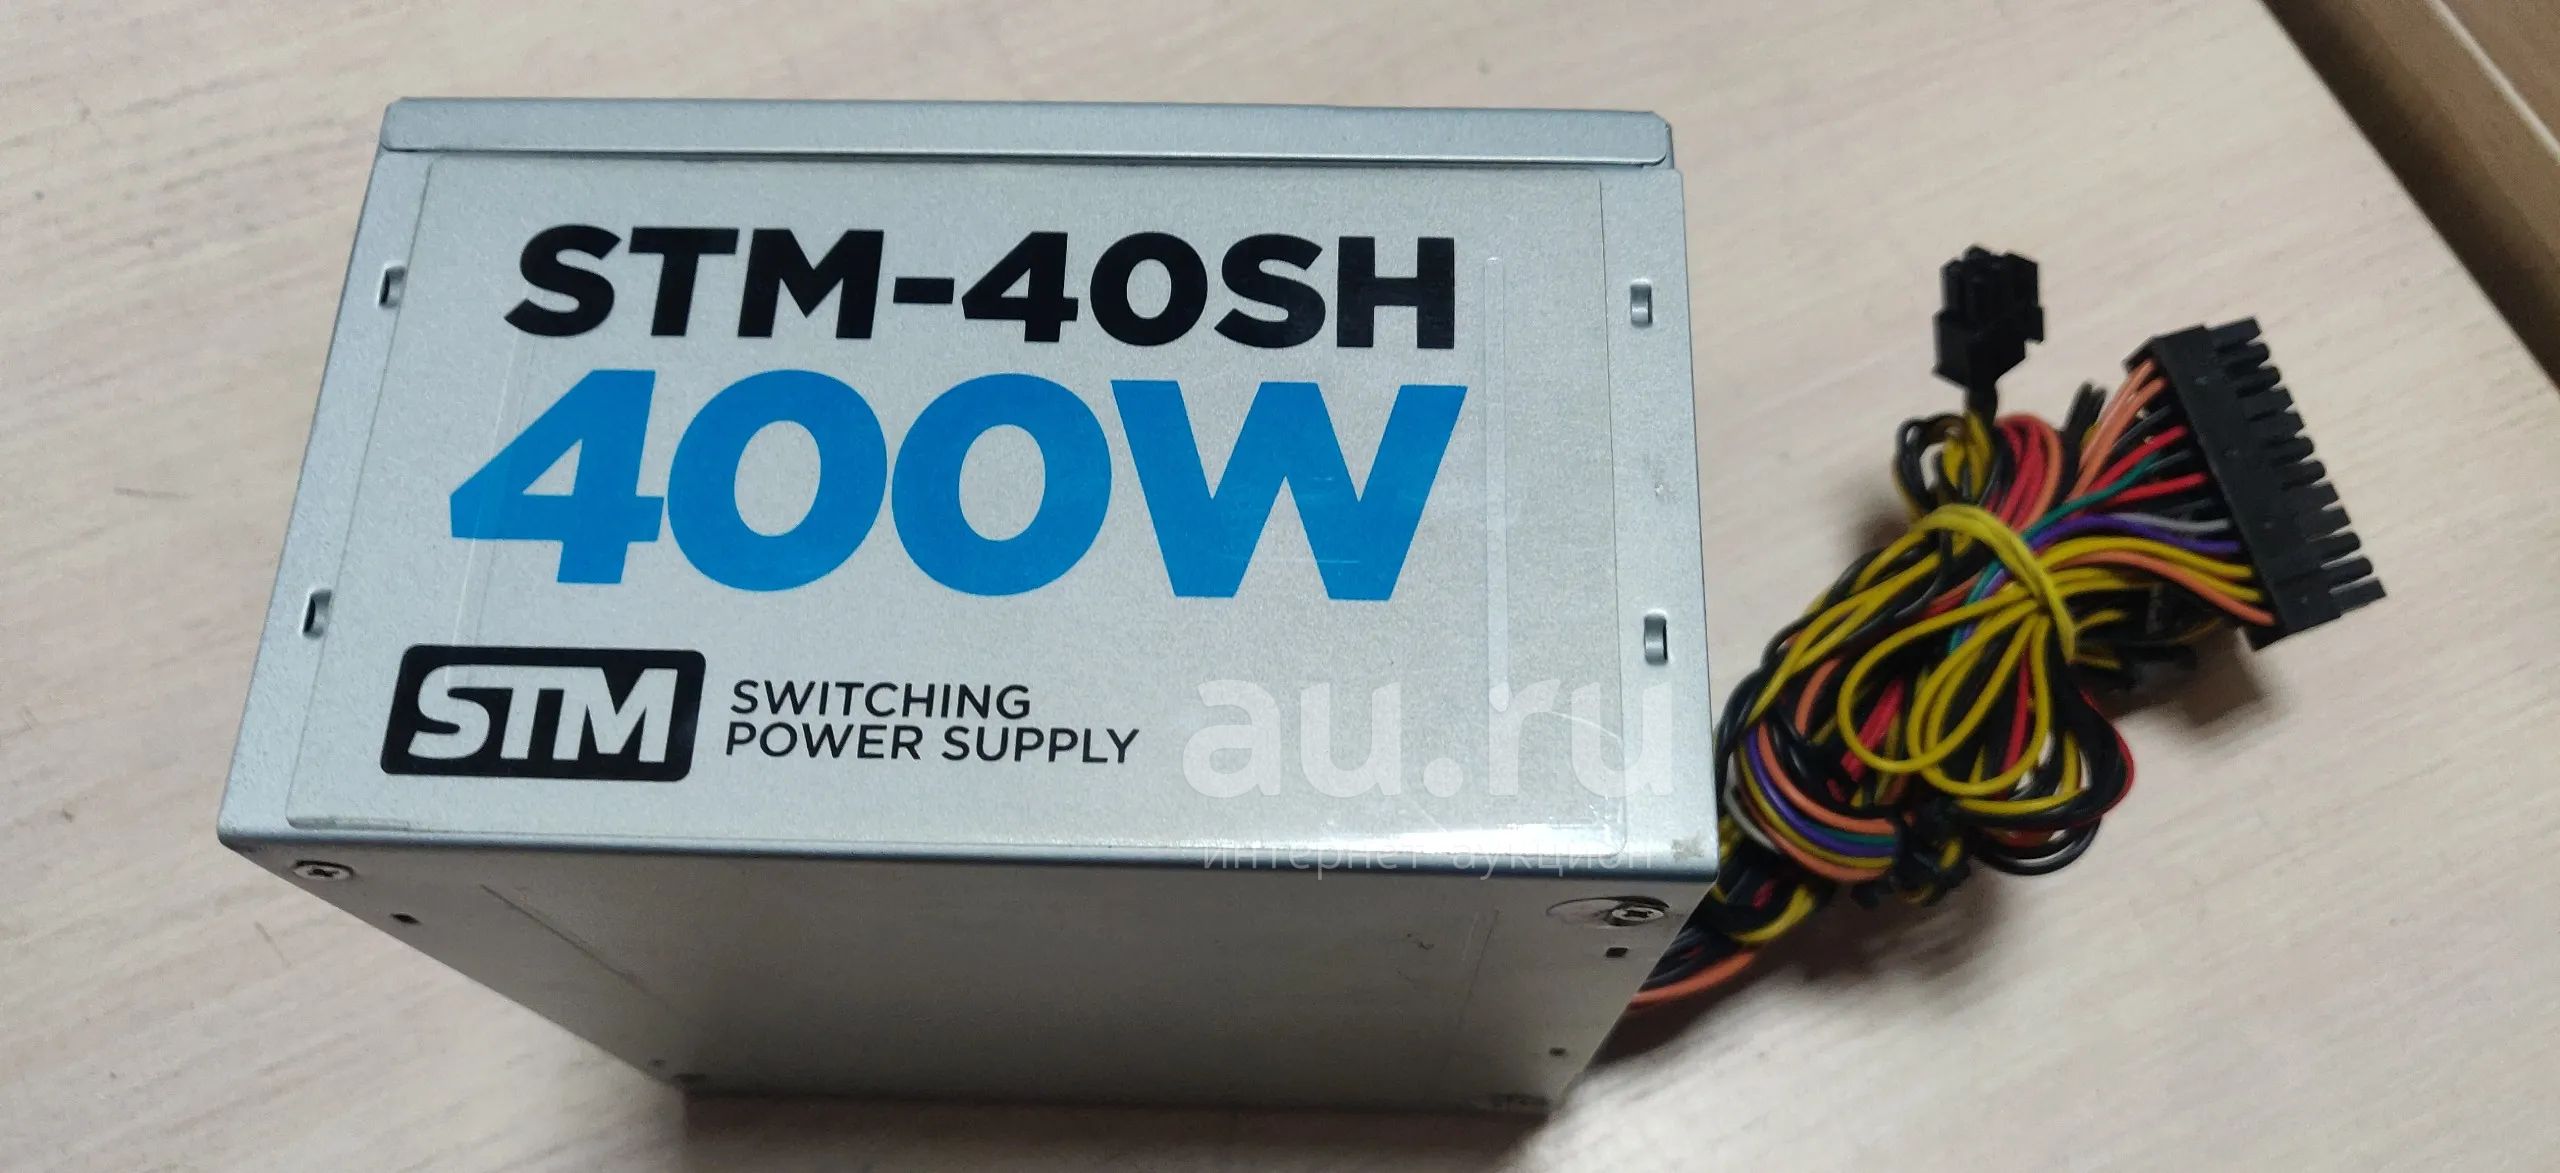 STM-40SH
400W
STM
SWITCHING
POWER SUPPLY
au.ru
интернет-аукцион